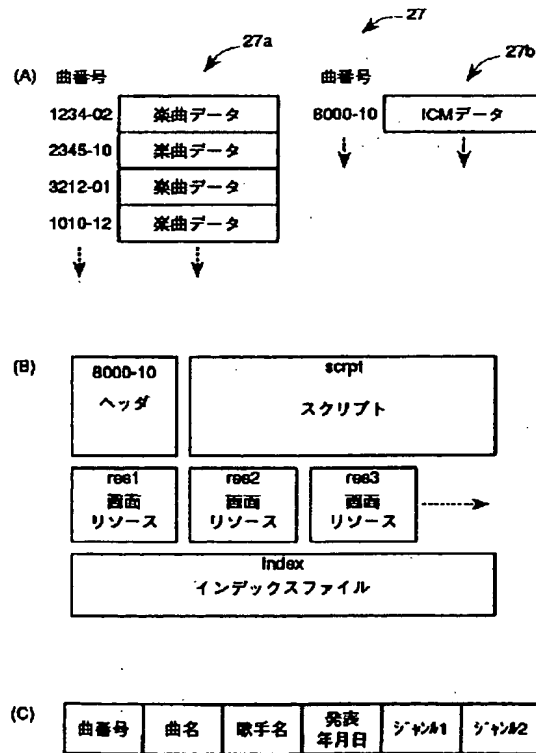 27
27a
27b
(A) 曲番号
曲番号
1234-02 楽曲データ
8000-10 ICMデータ
2345-10 楽曲データ
3212-01 楽曲データ
1010-12 楽曲データ
(B)
8000-10
ヘッダ
scrpt
スクリプト
res1
画面
リソース
res2
画面
リソース
res3
画面
リソース
Index
インデックスファイル
(C) 曲番号 曲名 歌手名 発表年月日 ジャンル1 ジャンル2